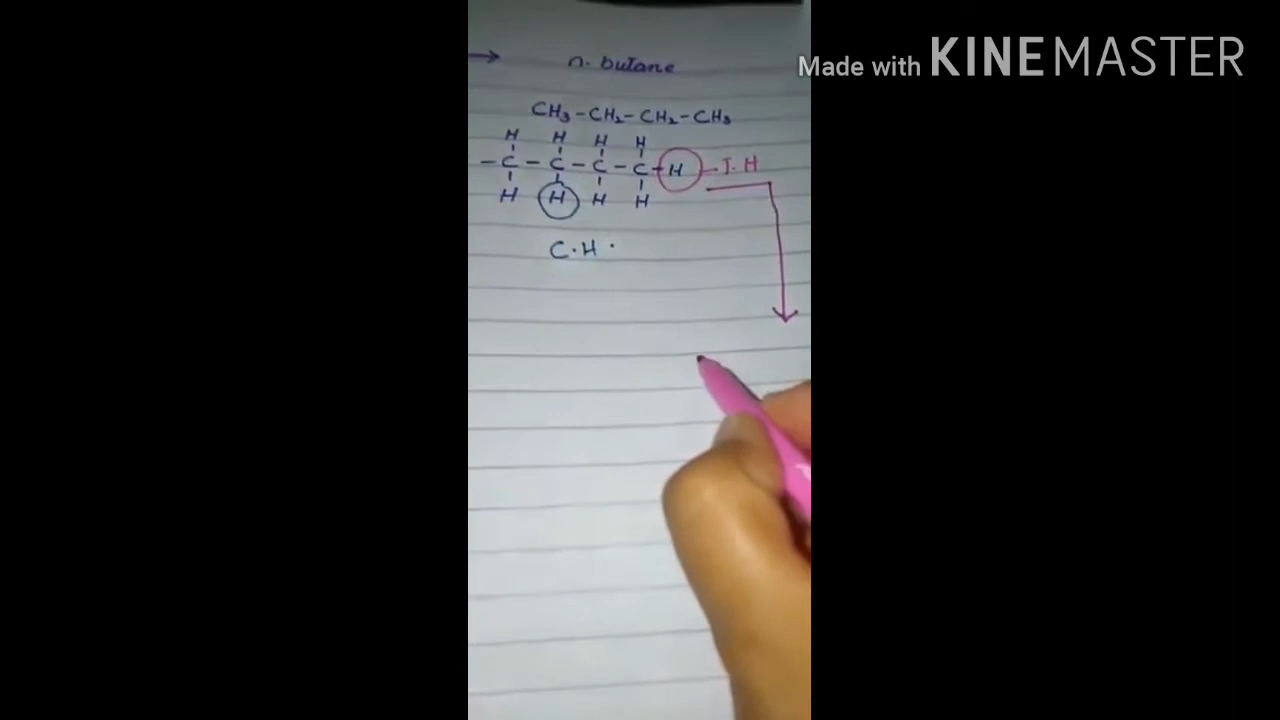 Made with KINEMASTER
→ n-butane
CH₃-CH₂-CH₂-CH₃
H H H H
-C-C-C-C-H - I.H
H H H H
C.H.